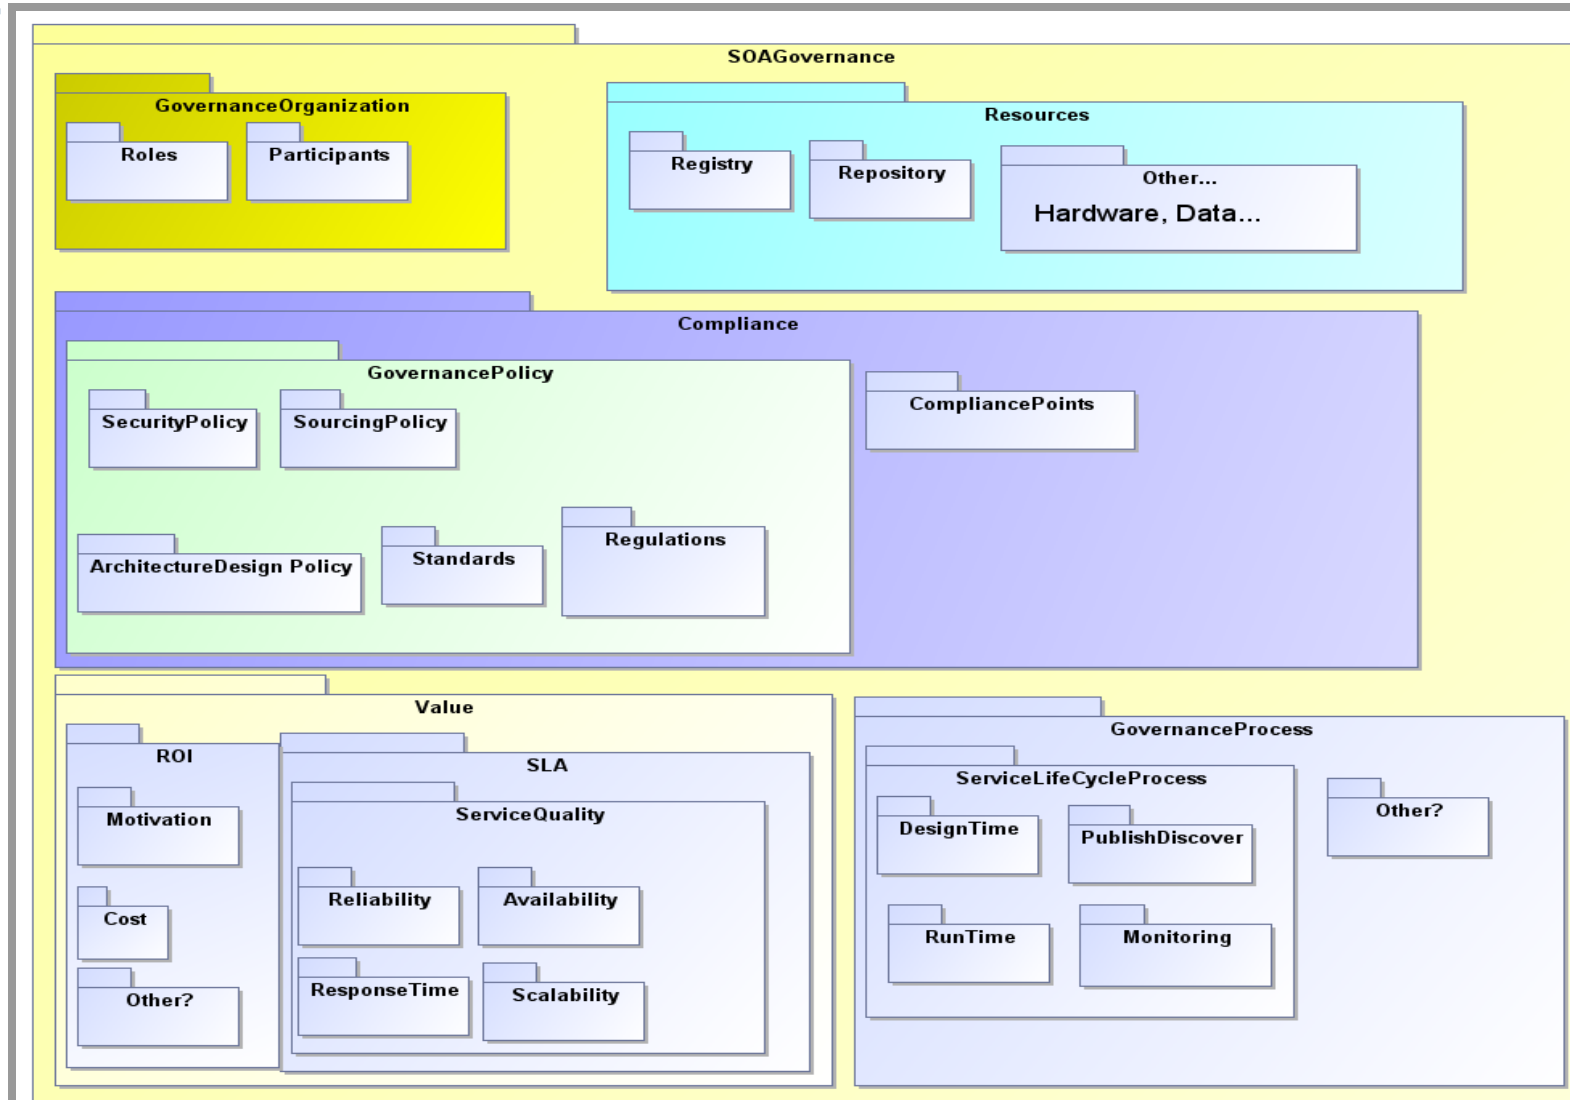 SOAGovernance
GovernanceOrganization
Roles
Participants
Resources
Registry
Repository
Other...
Hardware, Data...
Compliance
GovernancePolicy
SecurityPolicy
SourcingPolicy
ArchitectureDesign Policy
Standards
Regulations
CompliancePoints
Value
ROI
Motivation
Cost
Other?
SLA
ServiceQuality
Reliability
Availability
ResponseTime
Scalability
GovernanceProcess
ServiceLifeCycleProcess
DesignTime
PublishDiscover
RunTime
Monitoring
Other?